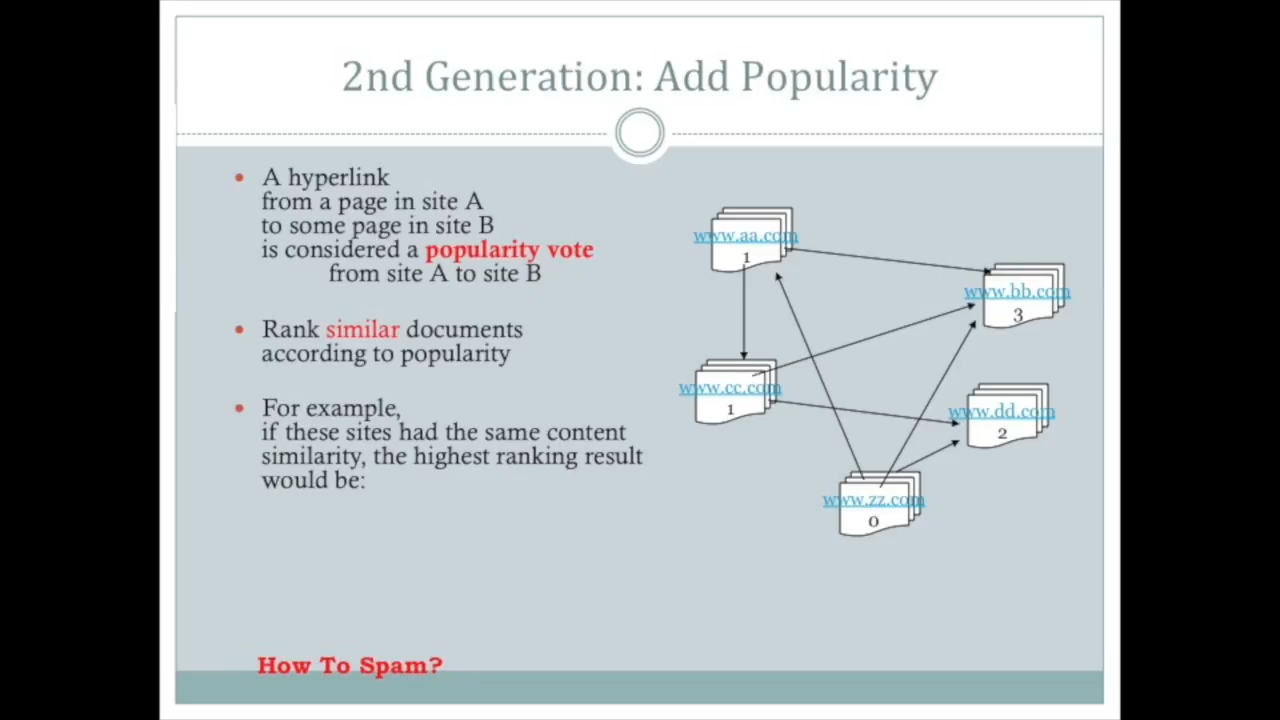 2nd Generation: Add Popularity
A hyperlink
from a page in site A
to some page in site B
is considered a popularity vote
from site A to site B
Rank similar documents
according to popularity
For example,
if these sites had the same content
similarity, the highest ranking result
would be:
How To Spam?
www.aa.com
1
www.bb.com
3
www.cc.com
1
www.dd.com
2
www.zz.com
0